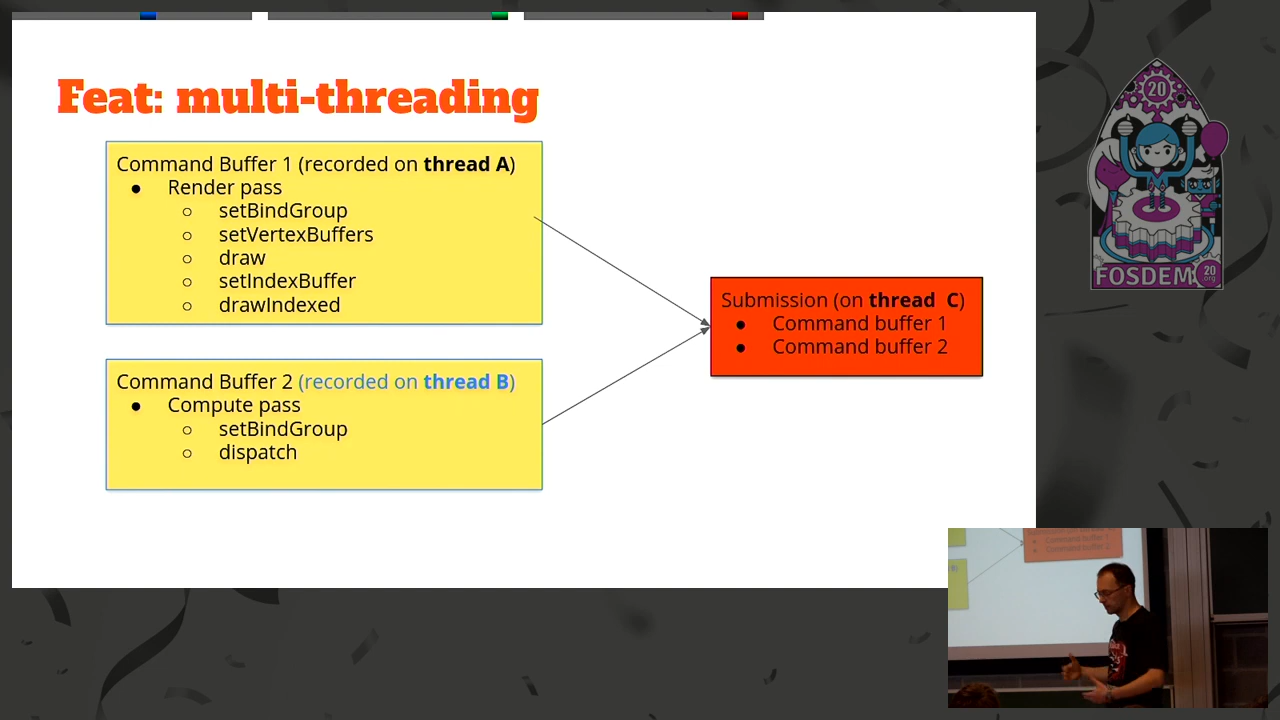 Feat: multi-threading
Command Buffer 1 (recorded on thread A)
● Render pass
○ setBindGroup
○ setVertexBuffers
○ draw
○ setIndexBuffer
○ drawIndexed
Command Buffer 2 (recorded on thread B)
● Compute pass
○ setBindGroup
○ dispatch
Submission (on thread C)
● Command buffer 1
● Command buffer 2
20
FOSDEM
20
.org